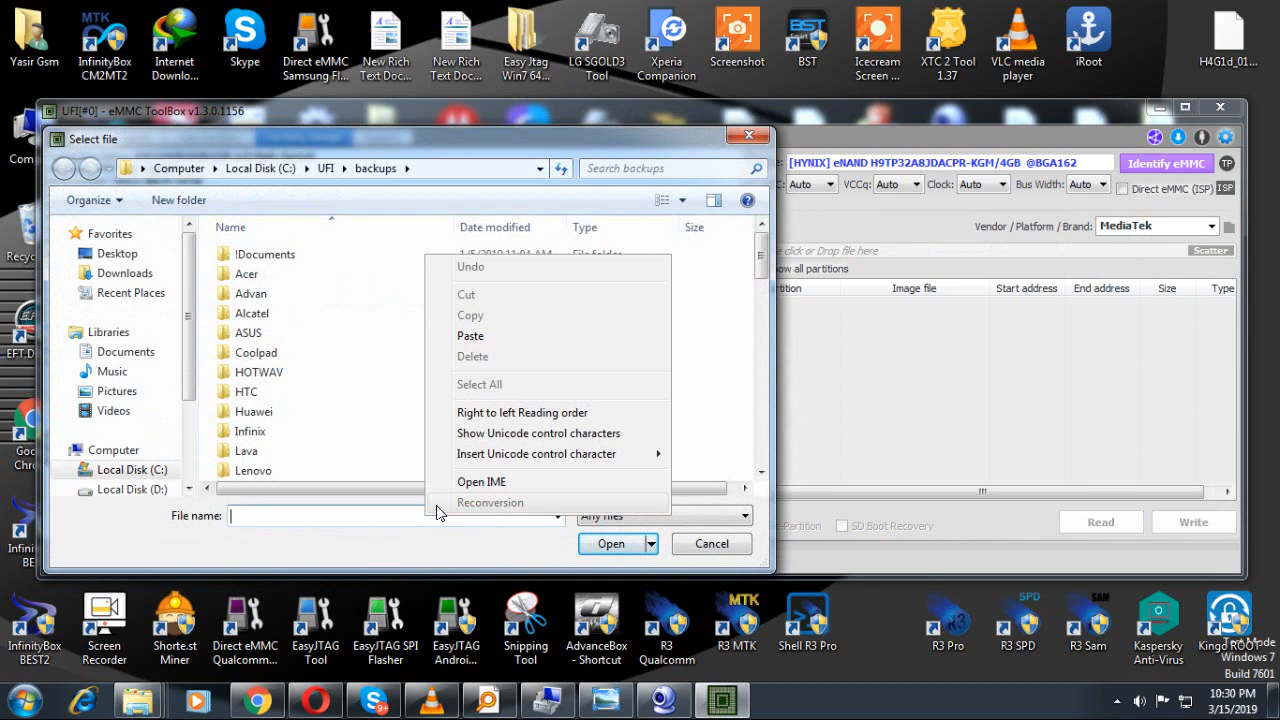 Yasir Gsm
InfinityBox
CM2MT2
Internet
Downlo...
Skype
Direct eMMC
Samsung Fl...
New Rich
Text Doc...
New Rich
Text Doc...
Easy Jtag
Win7 64...
LG SGOLD3
Tool
Xperia
Companion
Screenshot
BST
Icecream
Screen ...
XTC 2 Tool
1.37
VLC media
player
iRoot
H4G1d_01...
UFI[#0] - eMMC ToolBox v1.3.0.1156
Select file
Computer
Local Disk (C:)
UFI
backups
Search backups
Organize
New folder
Name
Date modified
Type
Size
Favorites
Desktop
Downloads
Recent Places
Libraries
Documents
Music
Pictures
Videos
Computer
Local Disk (C:)
Local Disk (D:)
!Documents
Acer
Advan
Alcatel
ASUS
Coolpad
HOTWAV
HTC
Huawei
Infinix
Lava
Lenovo
Undo
Cut
Copy
Paste
Delete
Select All
Right to left Reading order
Show Unicode control characters
Insert Unicode control character
Open IME
Reconversion
File name:
Any files
Open
Cancel
[HYNIX] eNAND H9TP32A8JDACPR-KGM/4GB @BGA162
Identify eMMC
TP
Auto
VCCq:
Auto
Clock:
Auto
Bus Width:
Auto
Direct eMMC (ISP)
ISP
Vendor / Platform / Brand:
MediaTek
click or Drop file here
Scatter
all partitions
Image file
Start address
End address
Size
Type
SD Boot Recovery
Read
Write
InfinityBox
BEST2
Screen
Recorder
Shorte.st
Miner
Direct eMMC
Qualcomm...
EasyJTAG
Tool
EasyJTAG SPI
Flasher
EasyJTAG
Androi...
Snipping
Tool
AdvanceBox
- Shortcut
R3
Qualcomm
MTK
R3 MTK
Shell R3 Pro
R3 Pro
SPD
R3 SPD
SAM
R3 Sam
Kaspersky
Anti-Virus
Kingo ROOT
Test Mode
Windows 7
Build 7601
10:30 PM
3/15/2019